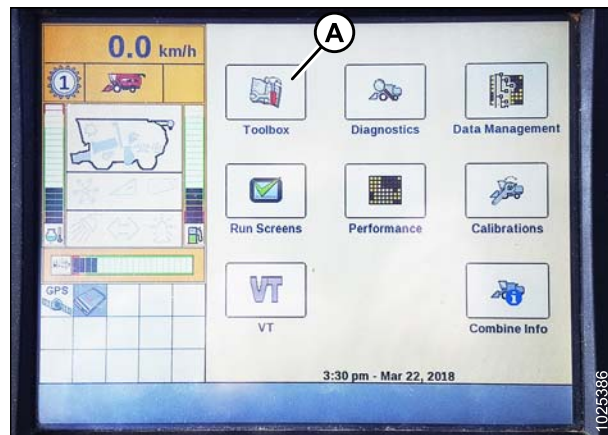 A
0.0 km/h
1
Toolbox
Diagnostics
Data Management
Run Screens
Performance
Calibrations
GPS
VT
VT
Combine Info
3:30 pm - Mar 22, 2018
1025386